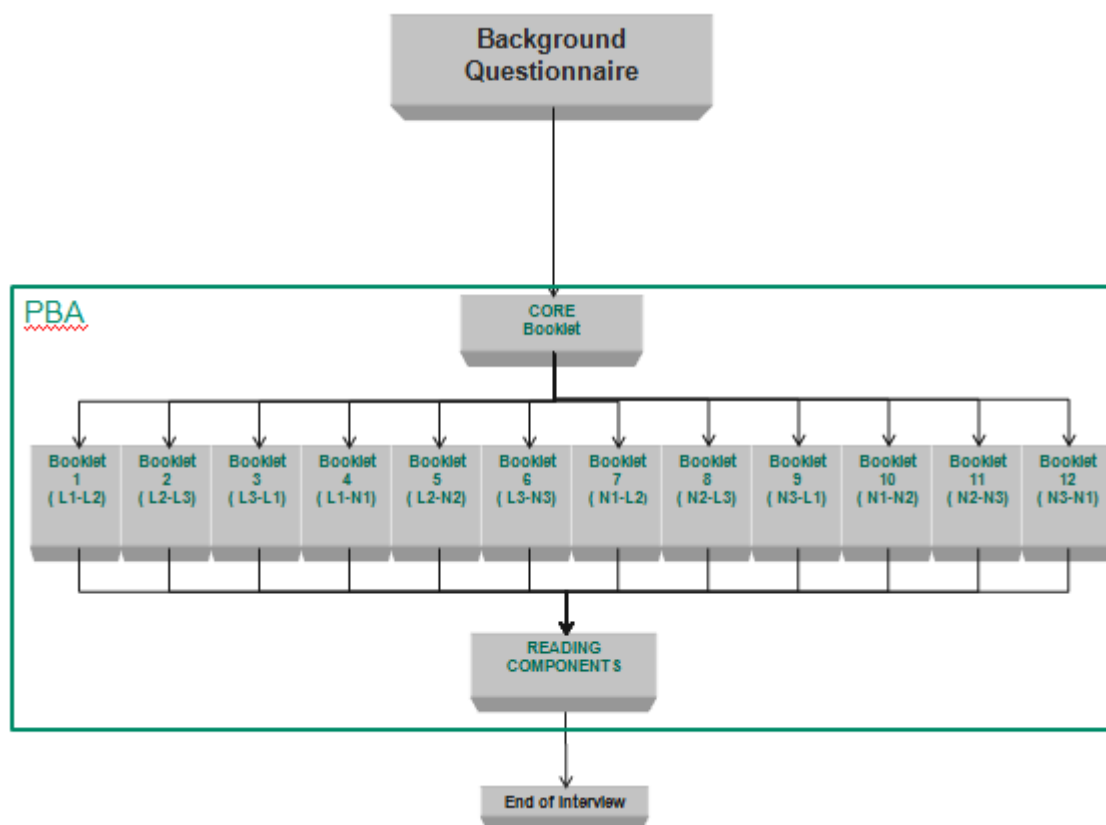 Background
Questionnaire
PBA
CORE
Booklet
Booklet
1
( L1-L2)
Booklet
2
( L2-L3)
Booklet
3
( L3-L1)
Booklet
4
( L1-N1)
Booklet
5
( L2-N2)
Booklet
6
( L3-N3)
Booklet
7
( N1-L2)
Booklet
8
( N2-L3)
Booklet
9
( N3-L1)
Booklet
10
( N1-N2)
Booklet
11
( N2-N3)
Booklet
12
( N3-N1)
READING
COMPONENTS
End of Interview